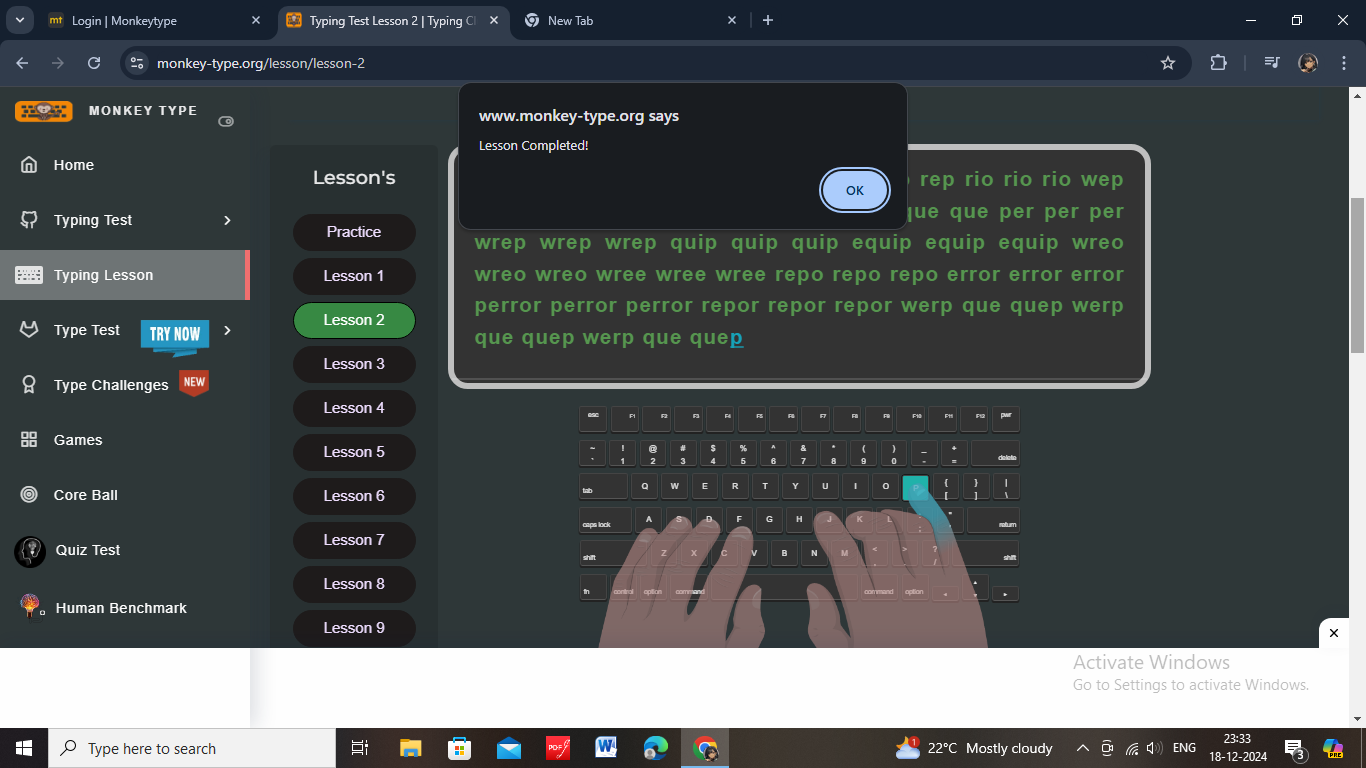 mt Login | Monkeytype
Typing Test Lesson 2 | Typing Cl
New Tab
monkey-type.org/lesson/lesson-2
MONKEY TYPE
Home
Typing Test
Typing Lesson
Type Test TRY NOW
Type Challenges NEW
Games
Core Ball
Quiz Test
Human Benchmark
Lesson's
Practice
Lesson 1
Lesson 2
Lesson 3
Lesson 4
Lesson 5
Lesson 6
Lesson 7
Lesson 8
Lesson 9
www.monkey-type.org says
Lesson Completed!
OK
rep rio rio rio wep
que que per per per
wrep wrep wrep quip quip quip equip equip equip wreo
wreo wreo wree wree wree repo repo repo error error error
perror perror perror repor repor repor werp que quep werp
que quep werp que quep
esc F1 F2 F3 F4 F5 F6 F7 F8 F9 F10 F11 F12 pwr
~ ! @ # $ % ^ & * ( ) _ +
` 1 2 3 4 5 6 7 8 9 0 - = delete
tab Q W E R T Y U I O P { [ } ] | \
caps lock A S D F G H J K L : ; " return
shift Z X C V B N M < > ? / shift
fn control option command command option
Activate Windows
Go to Settings to activate Windows.
Type here to search
PDF
W
1
22°C Mostly cloudy
ENG
23:33
18-12-2024
3
PRE